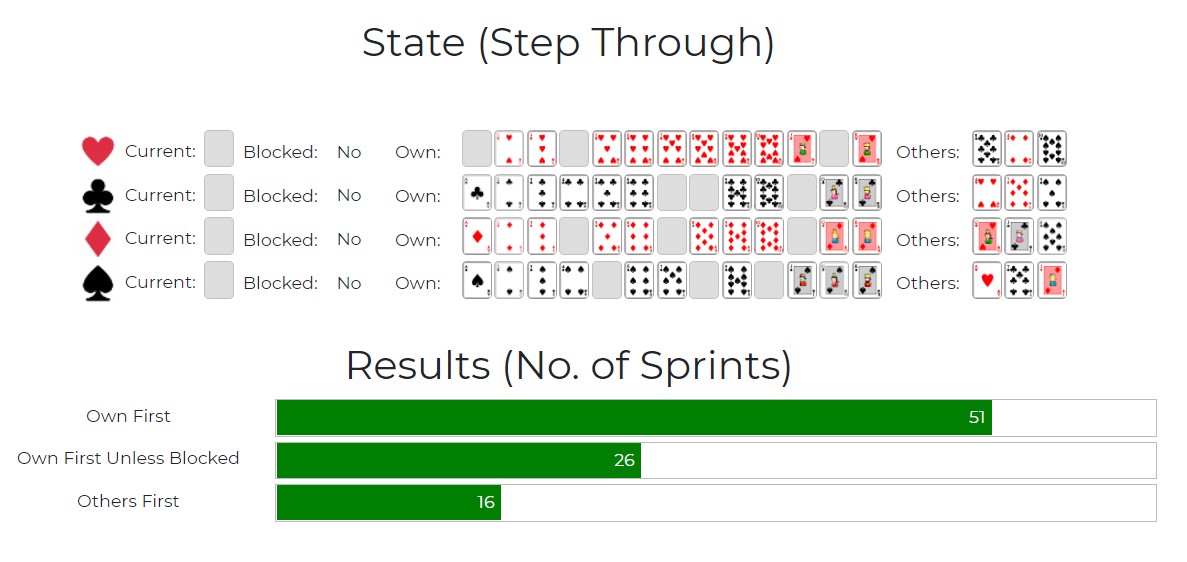 State (Step Through)
Current: Blocked: No Own: Others:
Current: Blocked: No Own: Others:
Current: Blocked: No Own: Others:
Current: Blocked: No Own: Others:
Results (No. of Sprints)
Own First 51
Own First Unless Blocked 26
Others First 16